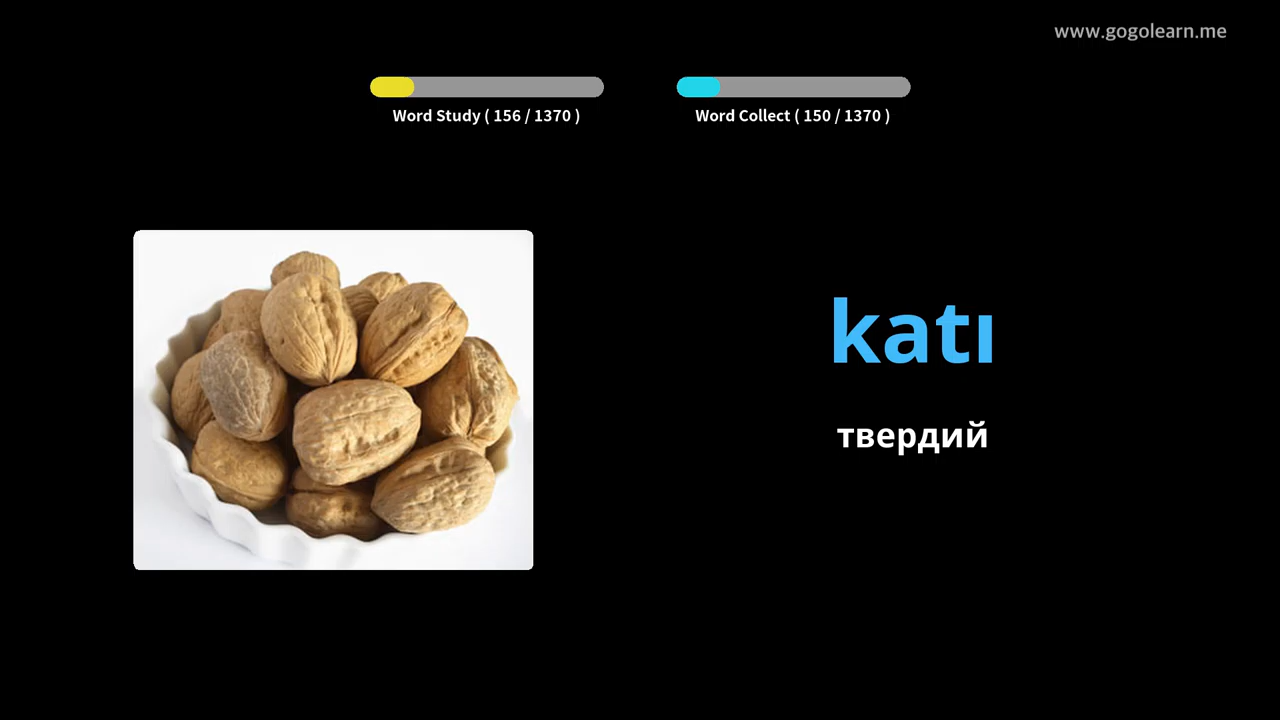 www.gogolearn.me
Word Study ( 156 / 1370 )
Word Collect ( 150 / 1370 )
katı
твердий